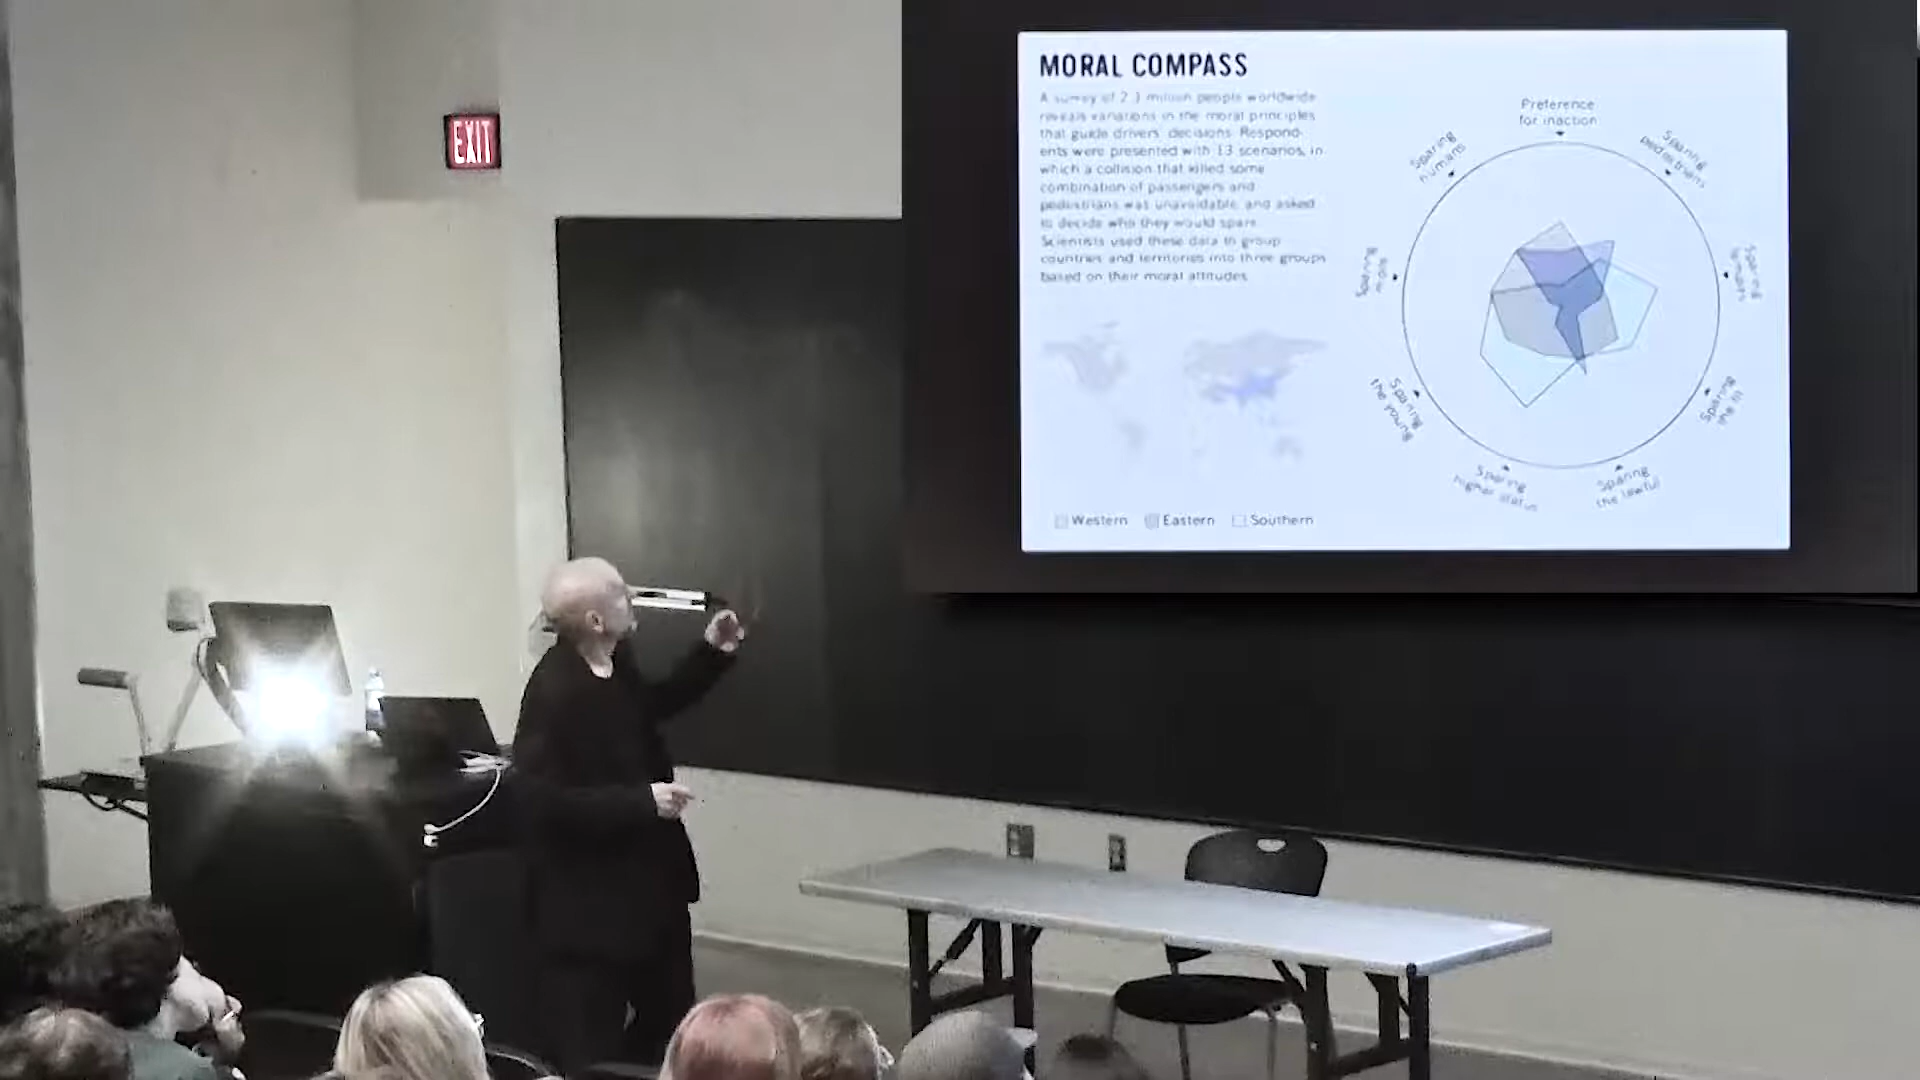 EXIT
MORAL COMPASS
A survey of 2.3 million people worldwide
reveals variations in the moral principles
that guide drivers' decisions. Respond-
ents were presented with 13 scenarios, in
which a collision that killed some
combination of passengers and
pedestrians was unavoidable, and asked
to decide who they would spare.
Scientists used these data to group
countries and territories into three groups
based on their moral attitudes.
Western Eastern Southern
Preference
for inaction
Sparing
pedestrians
Sparing
females
Sparing
the fit
Sparing
the lawful
Sparing
higher status
Sparing
the young
Sparing
more
Sparing
humans